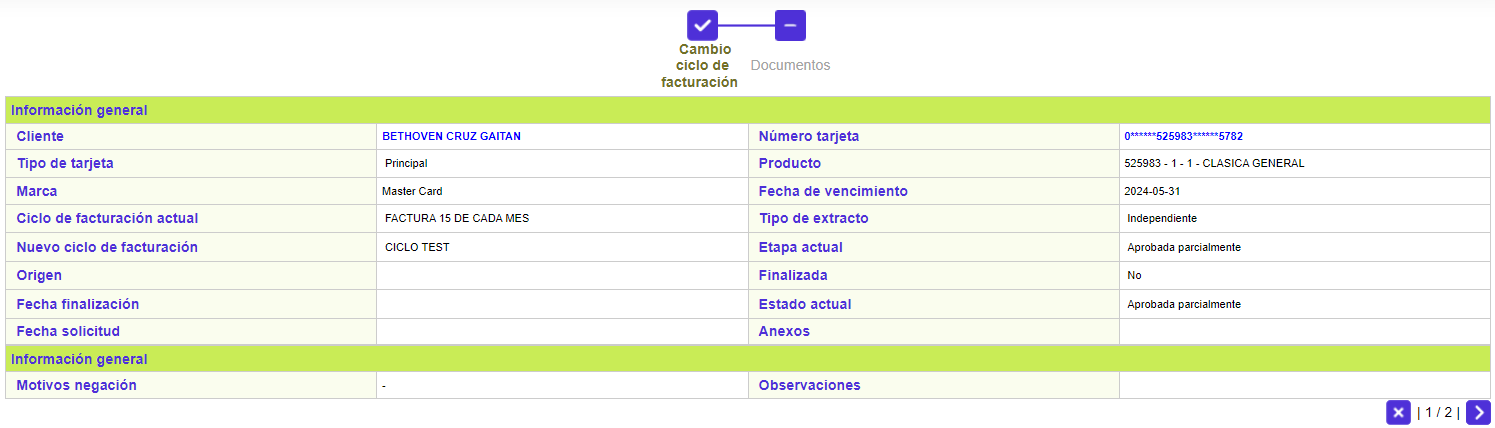 Cambio
ciclo de
facturación
Documentos
Información general
Cliente BETHOVEN CRUZ GAITAN Número tarjeta 0******525983******5782
Tipo de tarjeta Principal Producto 525983 - 1 - 1 - CLASICA GENERAL
Marca Master Card Fecha de vencimiento 2024-05-31
Ciclo de facturación actual FACTURA 15 DE CADA MES Tipo de extracto Independiente
Nuevo ciclo de facturación CICLO TEST Etapa actual Aprobada parcialmente
Origen Finalizada No
Fecha finalización Estado actual Aprobada parcialmente
Fecha solicitud Anexos
Información general
Motivos negación - Observaciones
| 1 / 2 |